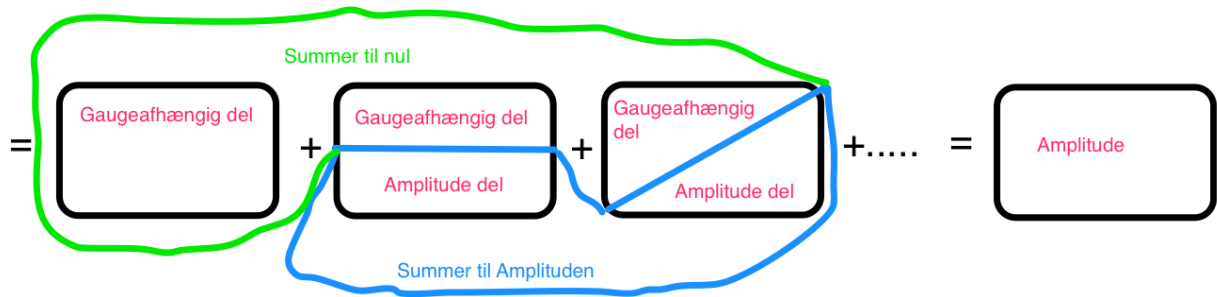 Summer til nul
= Gaugeafhængig del + Gaugeafhængig del Amplitude del + Gaugeafhængig del Amplitude del +..... = Amplitude
Summer til Amplituden